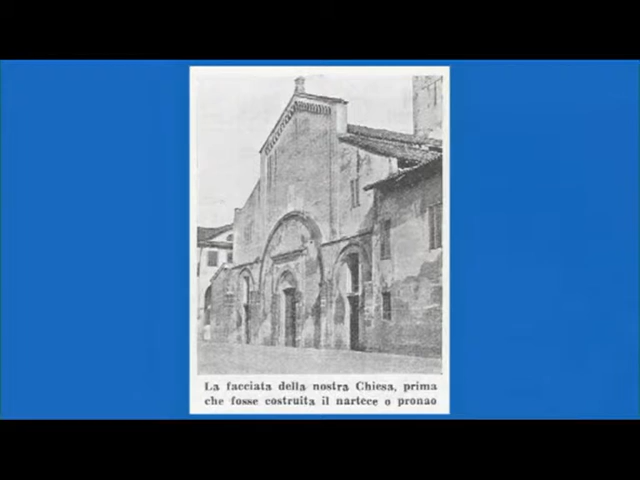 La facciata della nostra Chiesa, prima
che fosse costruita il nartece o pronao